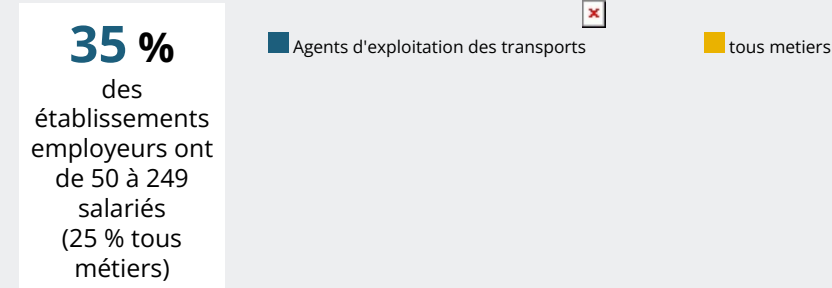 35 %
des
établissements
employeurs ont
de 50 à 249
salariés
(25 % tous
métiers)
Agents d'exploitation des transports
tous metiers